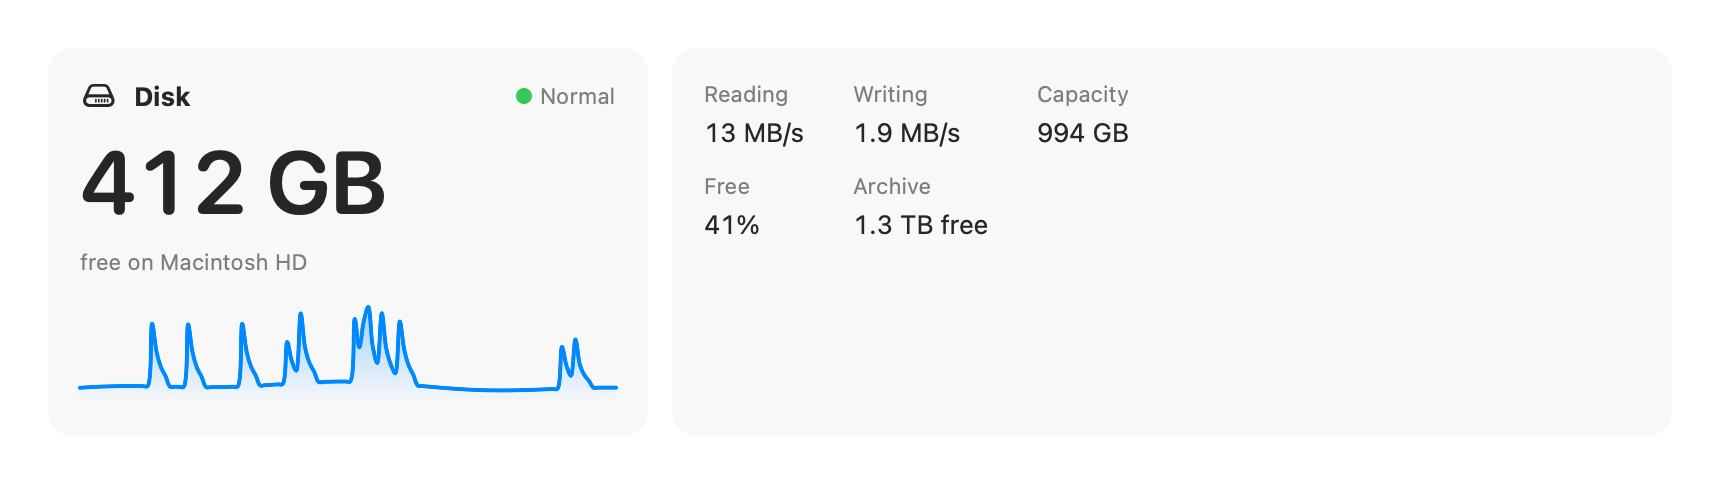 Disk
Normal
412 GB
free on Macintosh HD
Reading Writing Capacity
13 MB/s 1.9 MB/s 994 GB
Free Archive
41% 1.3 TB free